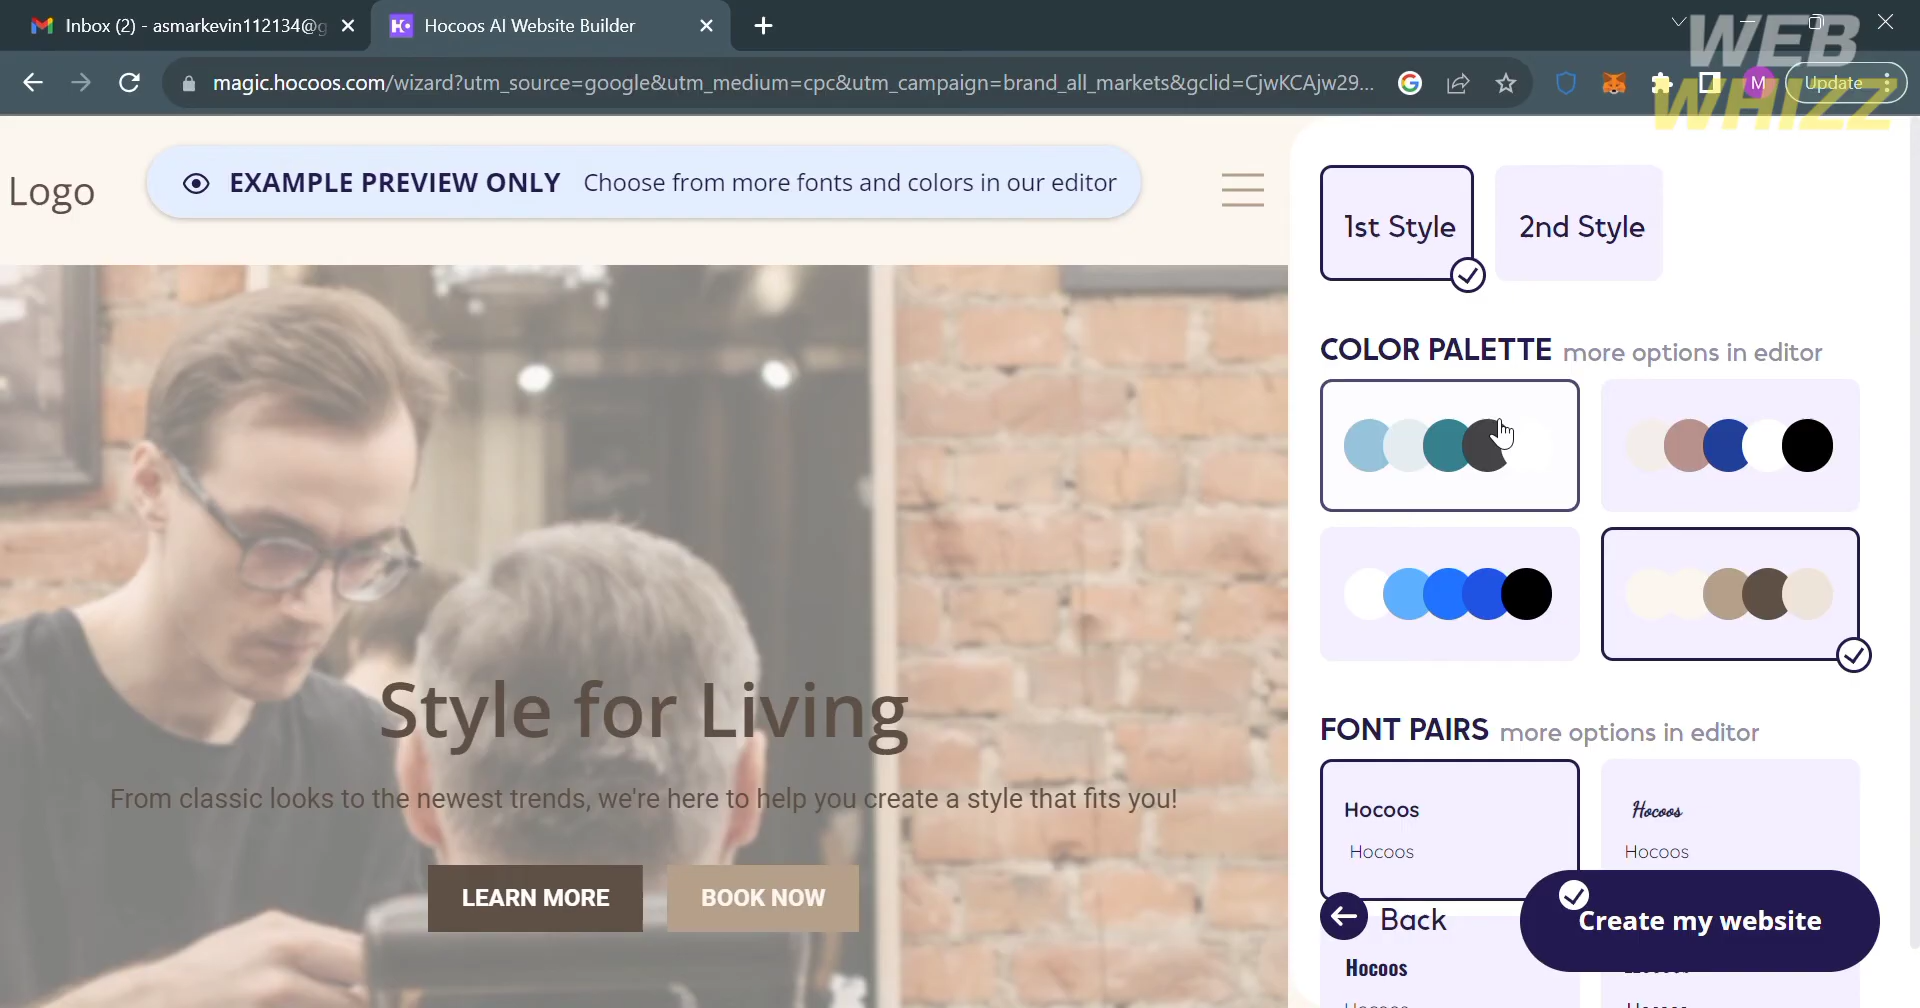 Inbox (2) - asmarkevin112134@g
Hocoos AI Website Builder
magic.hocoos.com/wizard?utm_source=google&utm_medium=cpc&utm_campaign=brand_all_markets&gclid=CjwKCAjw29...
M
Update
WEB
WHIZZ
Logo
EXAMPLE PREVIEW ONLY Choose from more fonts and colors in our editor
1st Style
2nd Style
COLOR PALETTE more options in editor
Style for Living
From classic looks to the newest trends, we're here to help you create a style that fits you!
LEARN MORE
BOOK NOW
FONT PAIRS more options in editor
Hocoos
Hocoos
Hocoos
Hocoos
Back
Create my website
Hocoos